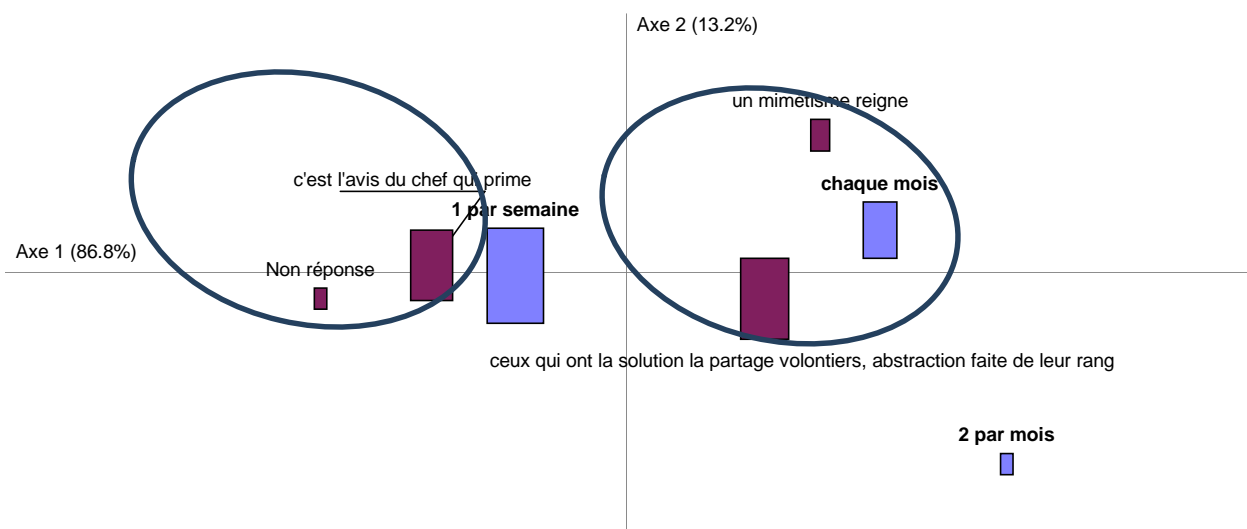 Axe 2 (13.2%)
un mimétisme reigne
c'est l'avis du chef qui prime
chaque mois
1 par semaine
Axe 1 (86.8%)
Non réponse
ceux qui ont la solution la partage volontiers, abstraction faite de leur rang
2 par mois